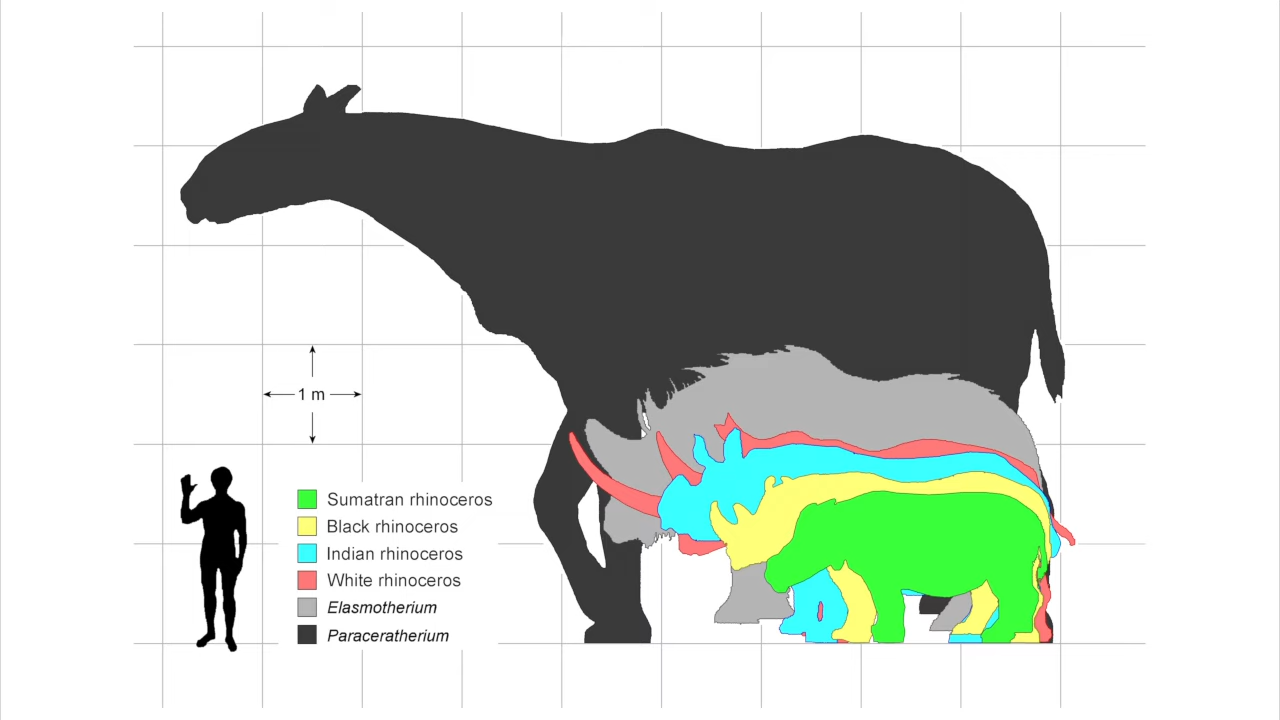 1 m
Sumatran rhinoceros
Black rhinoceros
Indian rhinoceros
White rhinoceros
Elasmotherium
Paraceratherium